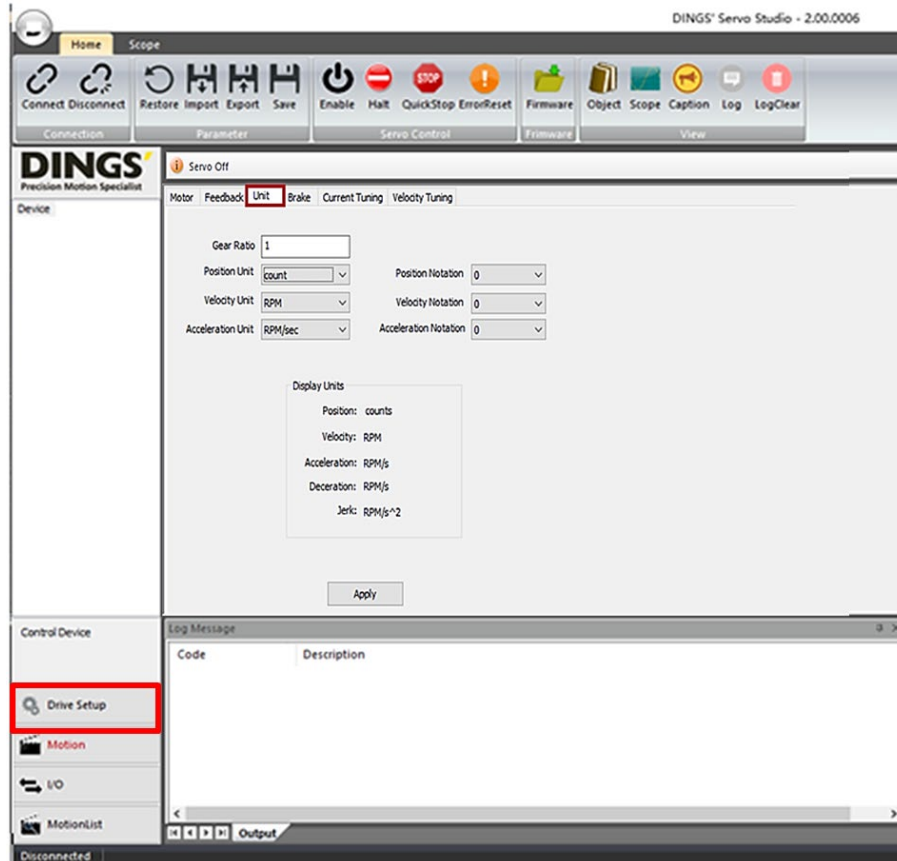 DINGS' Servo Studio - 2.00.0006
Home Scope
Connect Disconnect Restore Import Export Save Enable Halt QuickStop ErrorReset Firmware Object Scope Caption Log LogClear
STOP
Connection Parameter Servo Control Frimware View
DINGS'
Precision Motion Specialist
Device
Servo Off
Motor Feedback Unit Brake Current Tuning Velocity Tuning
Gear Ratio 1
Position Unit count Position Notation 0
Velocity Unit RPM Velocity Notation 0
Acceleration Unit RPM/sec Acceleration Notation 0
Display Units
Position: counts
Velocity: RPM
Acceleration: RPM/s
Deceration: RPM/s
Jerk: RPM/s^2
Apply
Control Device
Drive Setup
Motion
I/O
MotionList
Log Message
Code Description
Output
Disconnected